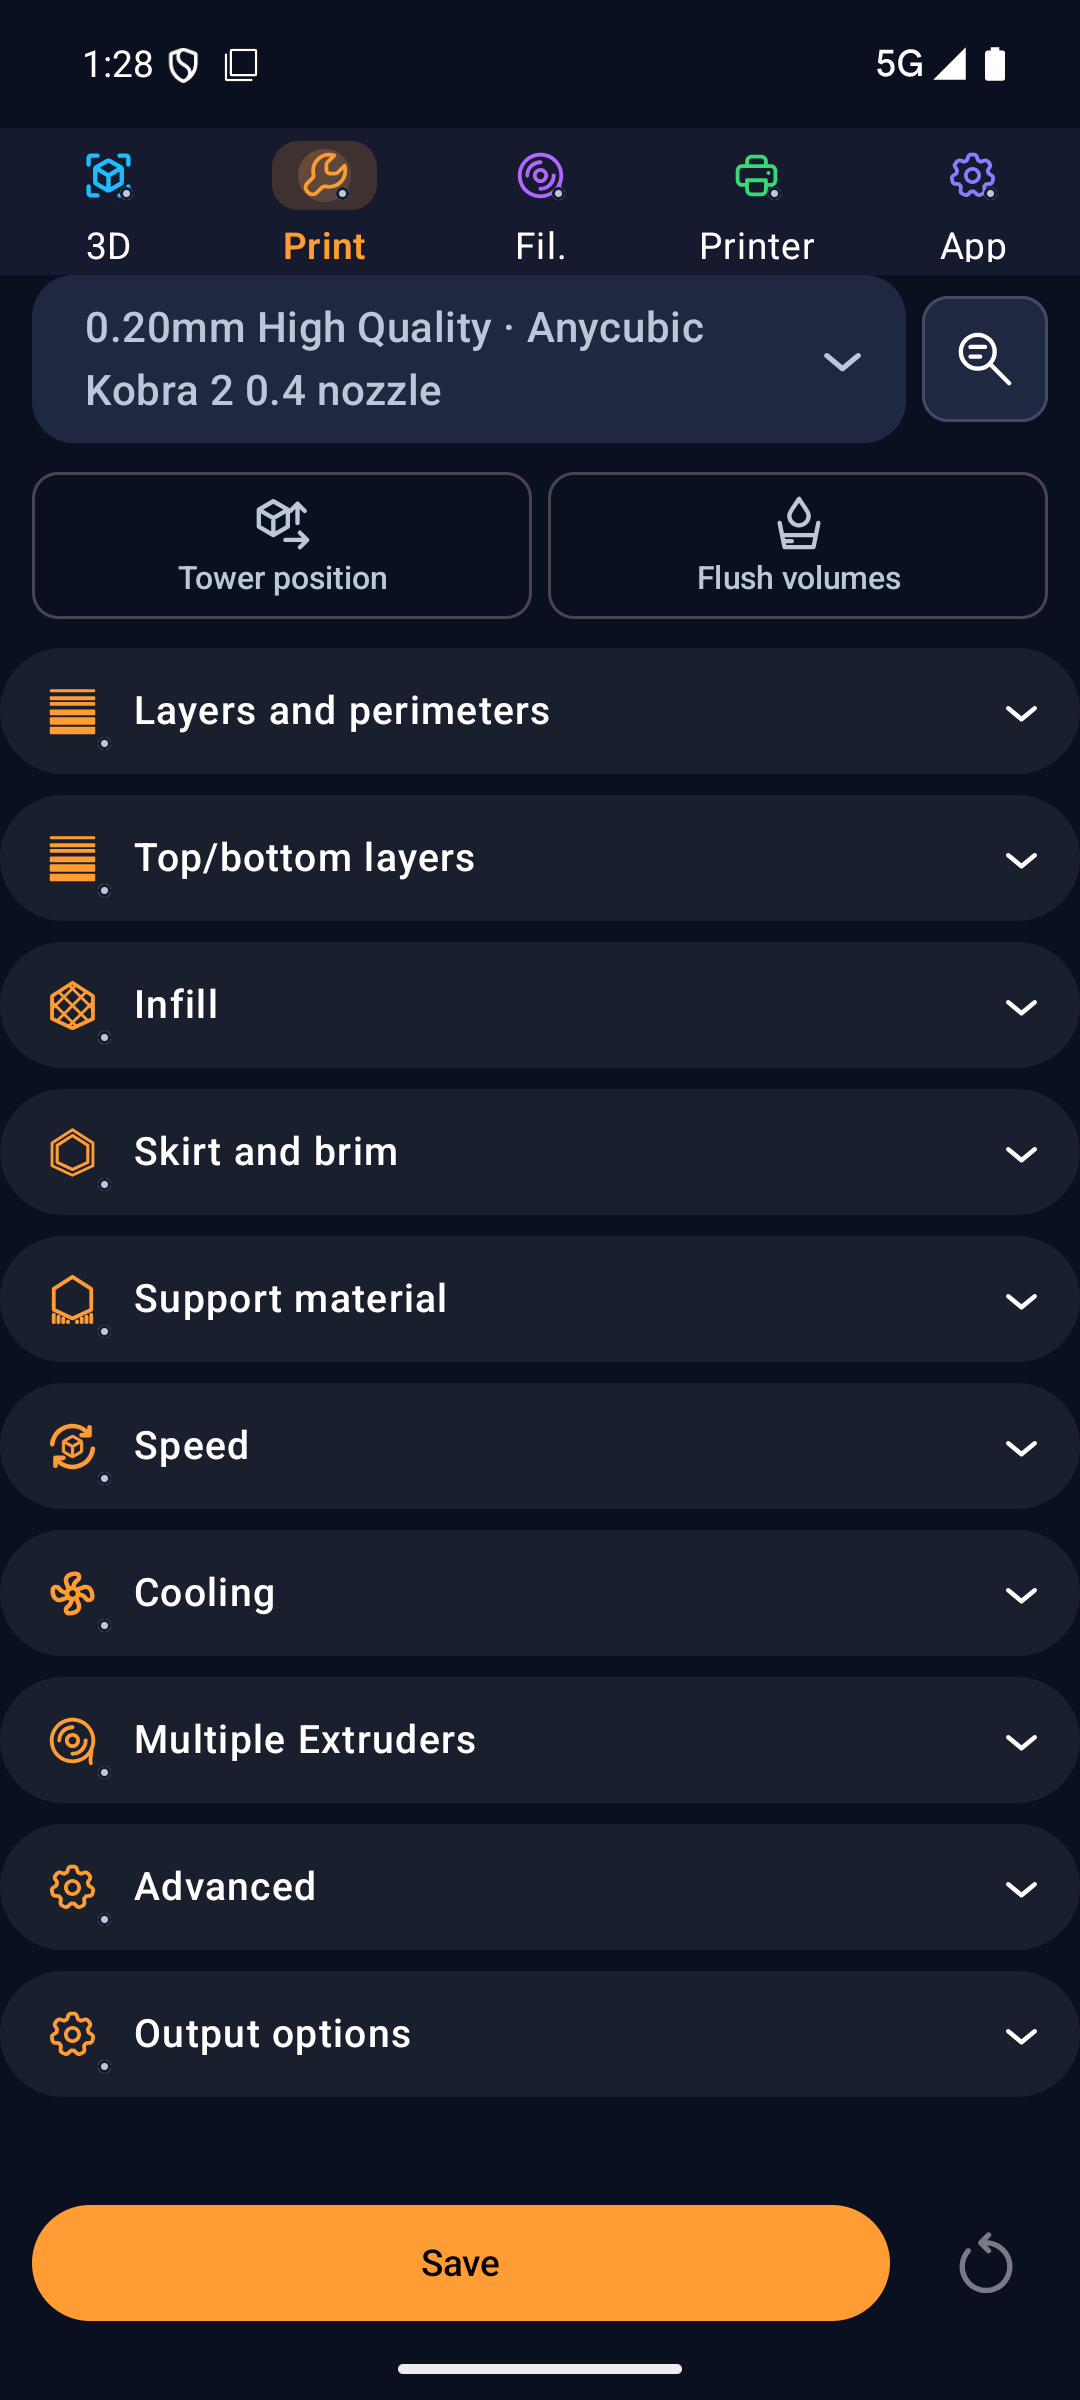 1:28
5G
3D
Print
Fil.
Printer
App
0.20mm High Quality · Anycubic
Kobra 2 0.4 nozzle
Tower position
Flush volumes
Layers and perimeters
Top/bottom layers
Infill
Skirt and brim
Support material
Speed
Cooling
Multiple Extruders
Advanced
Output options
Save